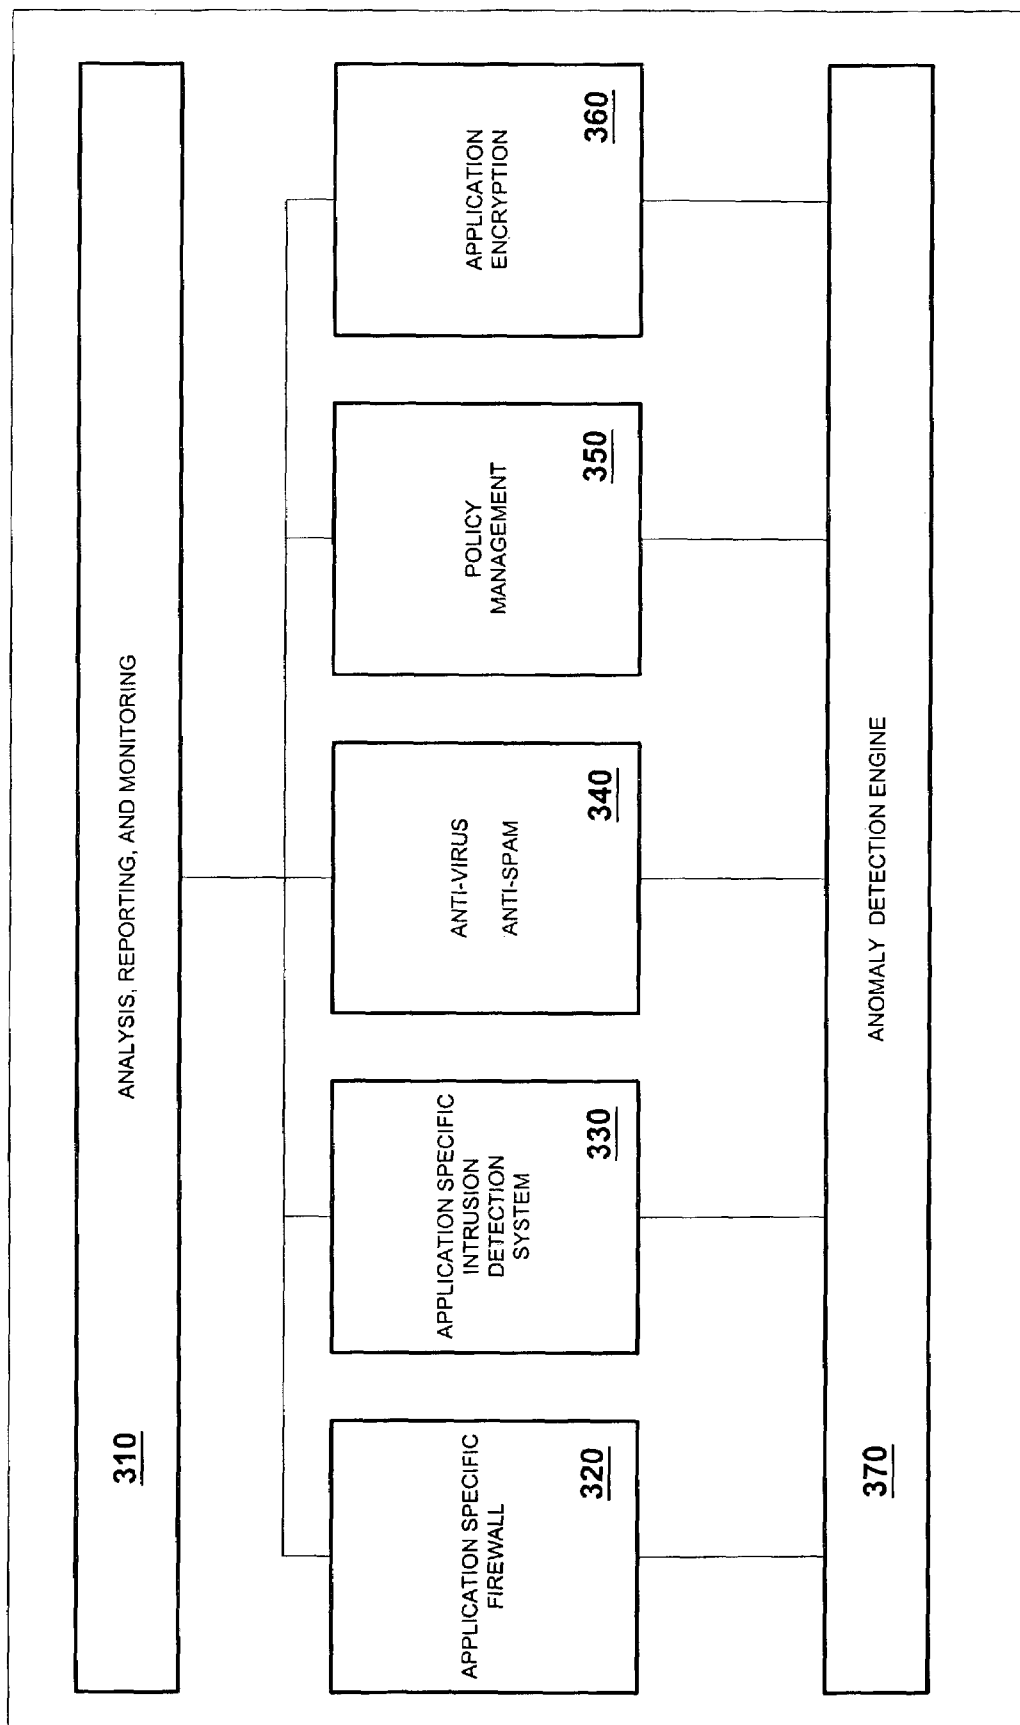 ANALYSIS, REPORTING, AND MONITORING
310
APPLICATION SPECIFIC
FIREWALL
320
APPLICATION SPECIFIC
INTRUSION
DETECTION
SYSTEM
330
ANTI-VIRUS
ANTI-SPAM
340
POLICY
MANAGEMENT
350
APPLICATION
ENCRYPTION
360
ANOMALY DETECTION ENGINE
370